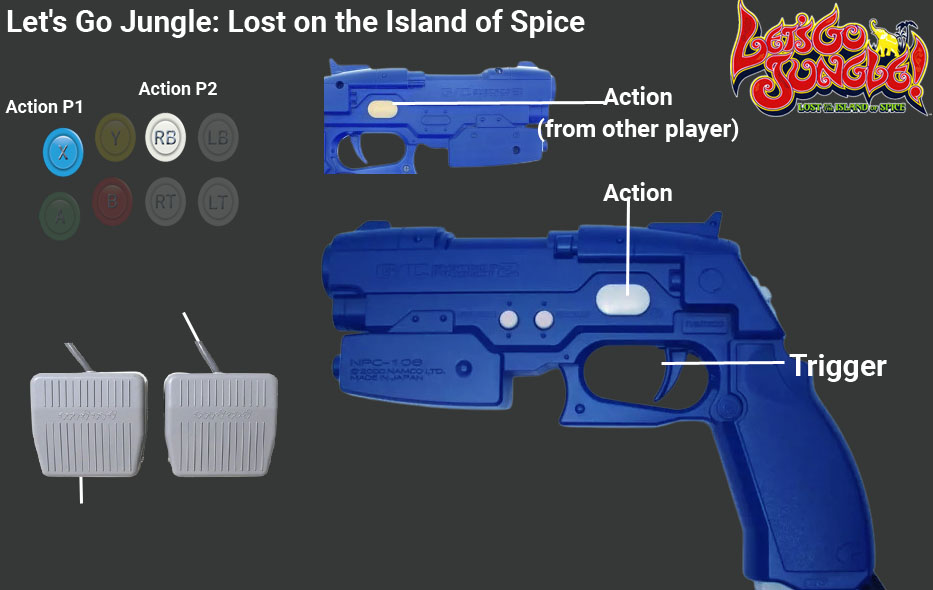 Let's Go Jungle: Lost on the Island of Spice
LET'S GO
JUNGLE!
LOST ON THE ISLAND OF SPICE
Action P1
Action P2
X
Y
RB
LB
A
B
RT
LT
Action
(from other player)
Action
Trigger
NPC-106
© 2000 NAMCO LTD.
MADE IN JAPAN
namco